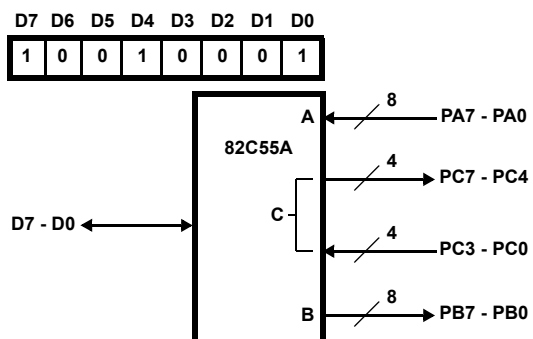 D7 D6 D5 D4 D3 D2 D1 D0
1 0 0 1 0 0 0 1
8
A PA7 - PA0
82C55A
4
PC7 - PC4
C
D7 - D0
4
PC3 - PC0
8
B PB7 - PB0